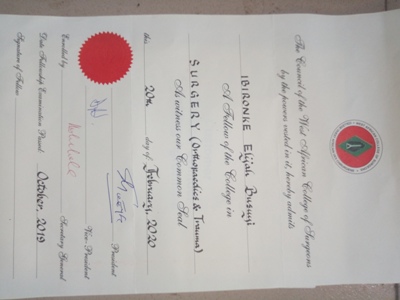 The Council of the West African College of Surgeons
by the powers vested in it, hereby admits
IBIRONKE Elijah Busuyi
A Fellow of the College in
SURGERY (Orthopaedics & Trauma)
As witness our Common Seal
this 20th day of February, 2020
President
Vice-President
Secretary General
Enrolled by
Date Fellowship Examination Passed October, 2019
Signature of Fellow